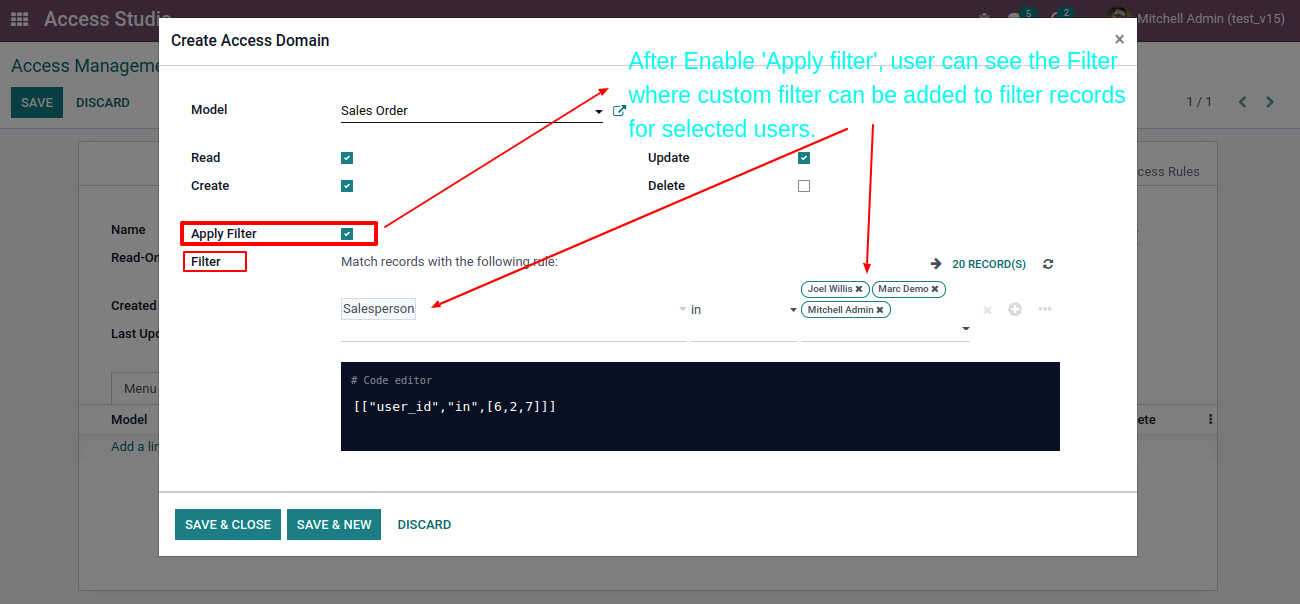 Access Studio
5
2
Mitchell Admin (test_v15)
Access Manageme
SAVE
DISCARD
1 / 1
Create Access Domain
×
After Enable 'Apply filter', user can see the Filter
where custom filter can be added to filter records
for selected users.
Model
Sales Order
Read
Update
Create
Delete
Apply Filter
Filter
Match records with the following rule:
20 RECORD(S)
Salesperson
in
Joel Willis ×
Marc Demo ×
Mitchell Admin ×
# Code editor
[["user_id","in",[6,2,7]]]
SAVE & CLOSE
SAVE & NEW
DISCARD
cess Rules
Name
Read-On
Created
Last Upd
Menu
Model
ete
Add a lin